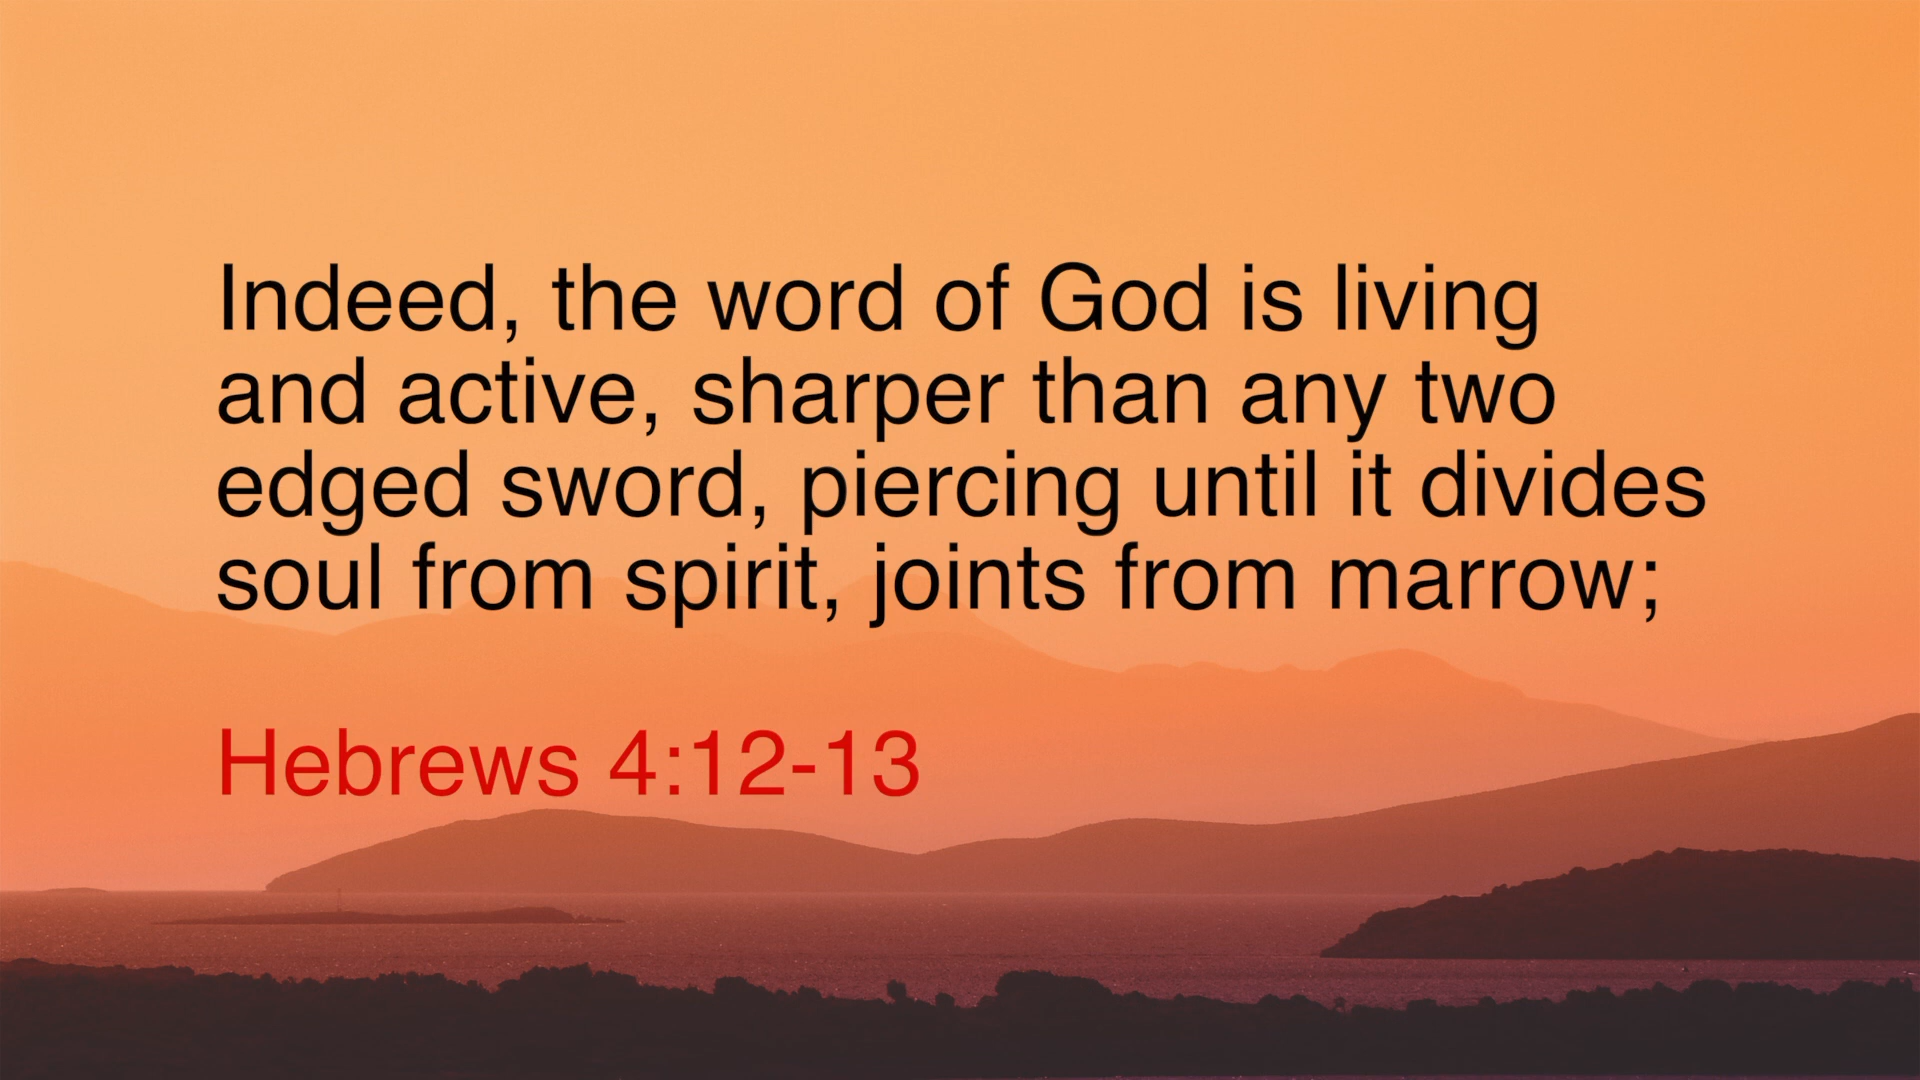 Indeed, the word of God is living
and active, sharper than any two
edged sword, piercing until it divides
soul from spirit, joints from marrow;
Hebrews 4:12-13